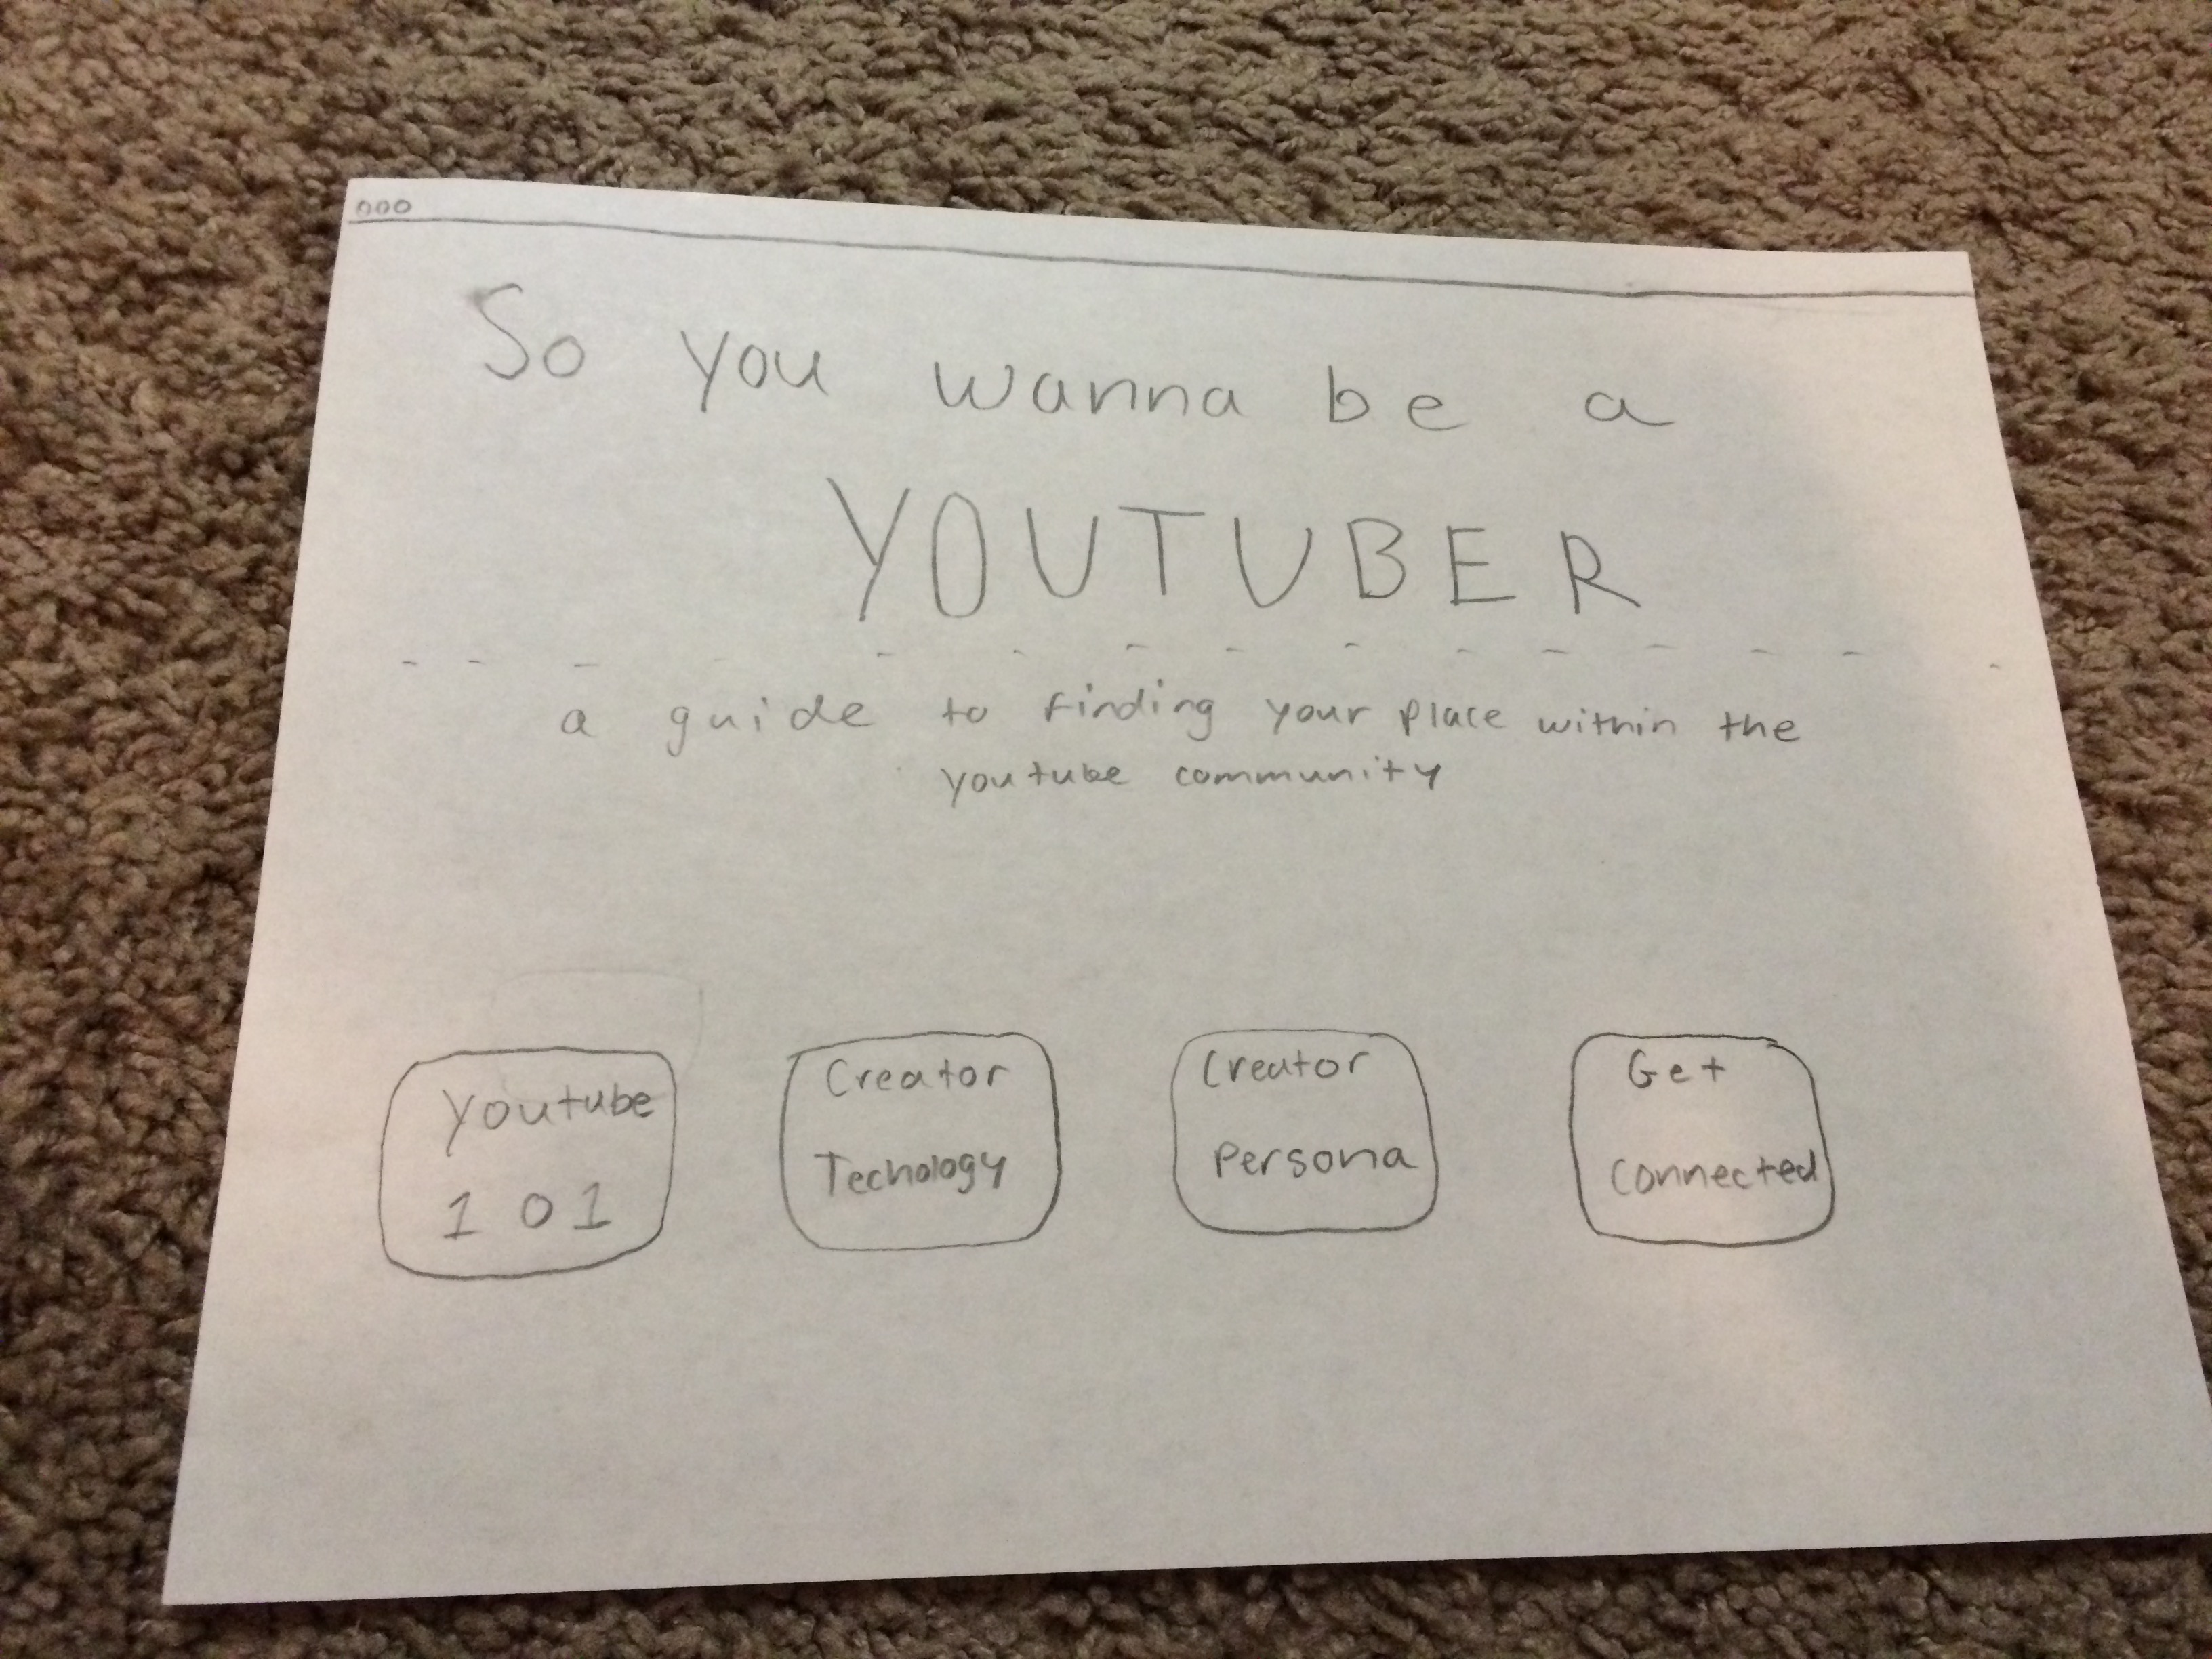 So you wanna be a
YOUTUBER
a guide to finding your place within the
youtube community
Youtube
101
Creator
Techology
Creator
Persona
Get
Connected